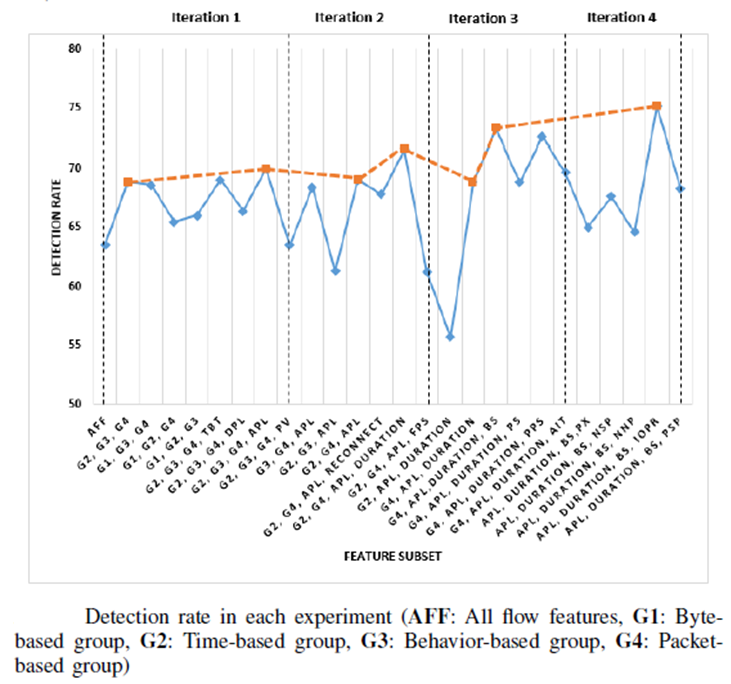 Iteration 1 Iteration 2 Iteration 3 Iteration 4
80
75
70
65
60
55
50
DETECTION RATE
AFF
G2, G3, G4
G1. G3, G4
G1, G2, G4
G1, G2, G3
G2, G3, G4, TBT
G2, G3, G4, DPL
G2, G3, G4, APL
G2, G3, G4, PV
G3, G4, APL
G2, G3, APL
G2, G4, APL
G2, G4, APL, RECONNECT
G2, G4, APL, DURATION
G2, G4, APL, FPS
G2, APL, DURATION
G4, APL, DURATION
G4, APL,DURATION, BS
G4, APL, DURATION, PS
G4, APL, DURATION, PPS
G4, APL, DURATION, AIT
APL, DURATION, BS,PX
APL, DURATION, BS, NSP
APL, DURATION, BS, NNP
APL, DURATION, BS, IOPR
APL, DURATION, BS, PSP
FEATURE SUBSET
Detection rate in each experiment (AFF: All flow features, G1: Byte-
based group, G2: Time-based group, G3: Behavior-based group, G4: Packet-
based group)